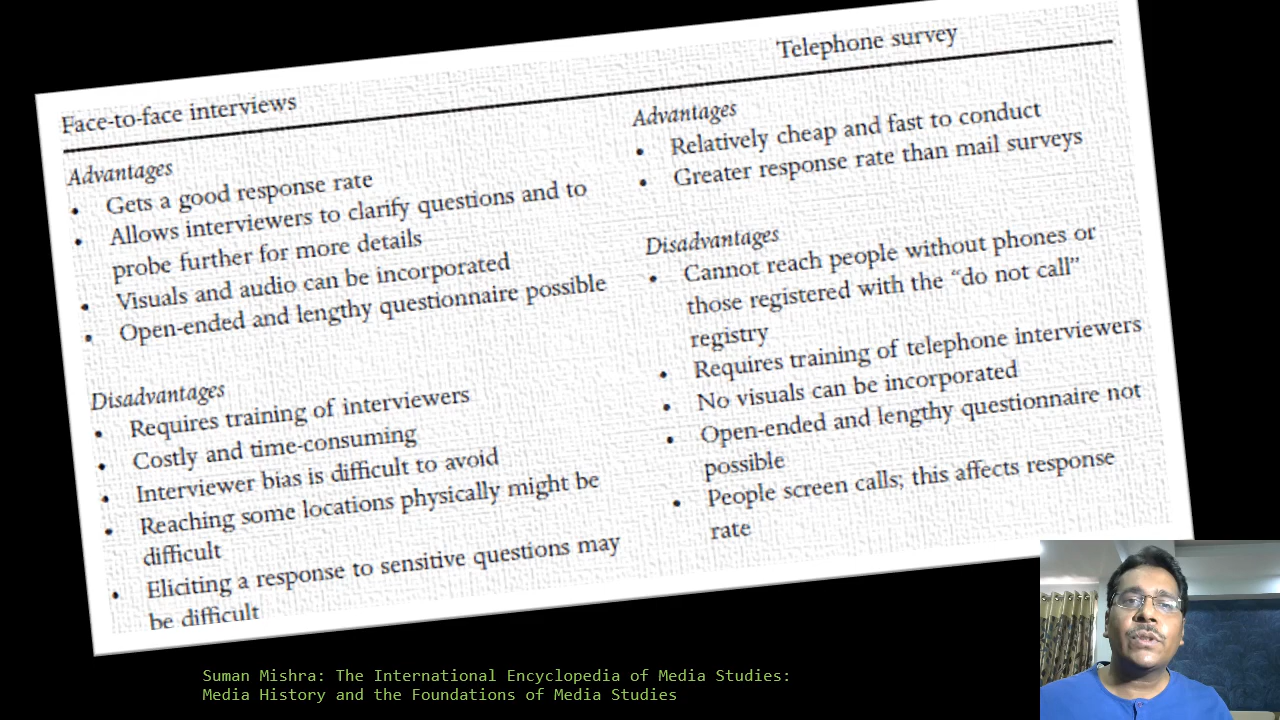 Face-to-face interviews
Advantages
• Gets a good response rate
• Allows interviewers to clarify questions and to
probe further for more details
• Visuals and audio can be incorporated
• Open-ended and lengthy questionnaire possible
Disadvantages
• Requires training of interviewers
• Costly and time-consuming
• Interviewer bias is difficult to avoid
• Reaching some locations physically might be
difficult
• Eliciting a response to sensitive questions may
be difficult
Telephone survey
Advantages
• Relatively cheap and fast to conduct
• Greater response rate than mail surveys
Disadvantages
• Cannot reach people without phones or
those registered with the “do not call”
registry
• Requires training of telephone interviewers
• No visuals can be incorporated
• Open-ended and lengthy questionnaire not
possible
• People screen calls; this affects response
rate
Suman Mishra: The International Encyclopedia of Media Studies:
Media History and the Foundations of Media Studies